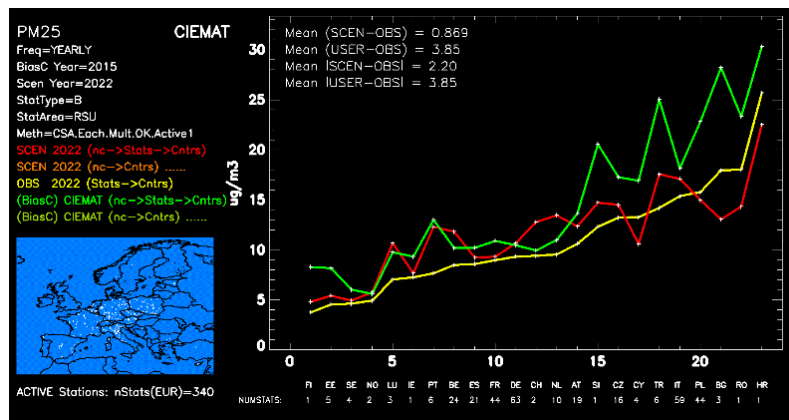 PM25 CIEMAT
Freq=YEARLY
BiasC Year=2015
Scen Year=2022
StatType=B
StatArea=RSU
Meth=CSA.Each.Mult.OK.Active1
SCEN 2022 (nc->Stats->Cntrs)
SCEN 2022 (nc->Cntrs) ......
OBS 2022 (Stats->Cntrs)
(BiasC) CIEMAT (nc->Stats->Cntrs)
(BiasC) CIEMAT (nc->Cntrs) ......
ACTIVE Stations: nStats(EUR)=340
Mean (SCEN-OBS) = 0.869
Mean (USER-OBS) = 3.85
Mean |SCEN-OBS| = 2.20
Mean |USER-OBS| = 3.85
ug/m3
30
25
20
15
10
5
0
0 5 10 15 20
FI EE SE NO LU IE PT BE ES FR DE CH NL AT SI CZ CY TR IT PL BG RO HR
NUMSTATS: 1 5 4 2 3 1 6 24 21 44 63 2 10 19 1 16 4 6 59 44 3 1 1